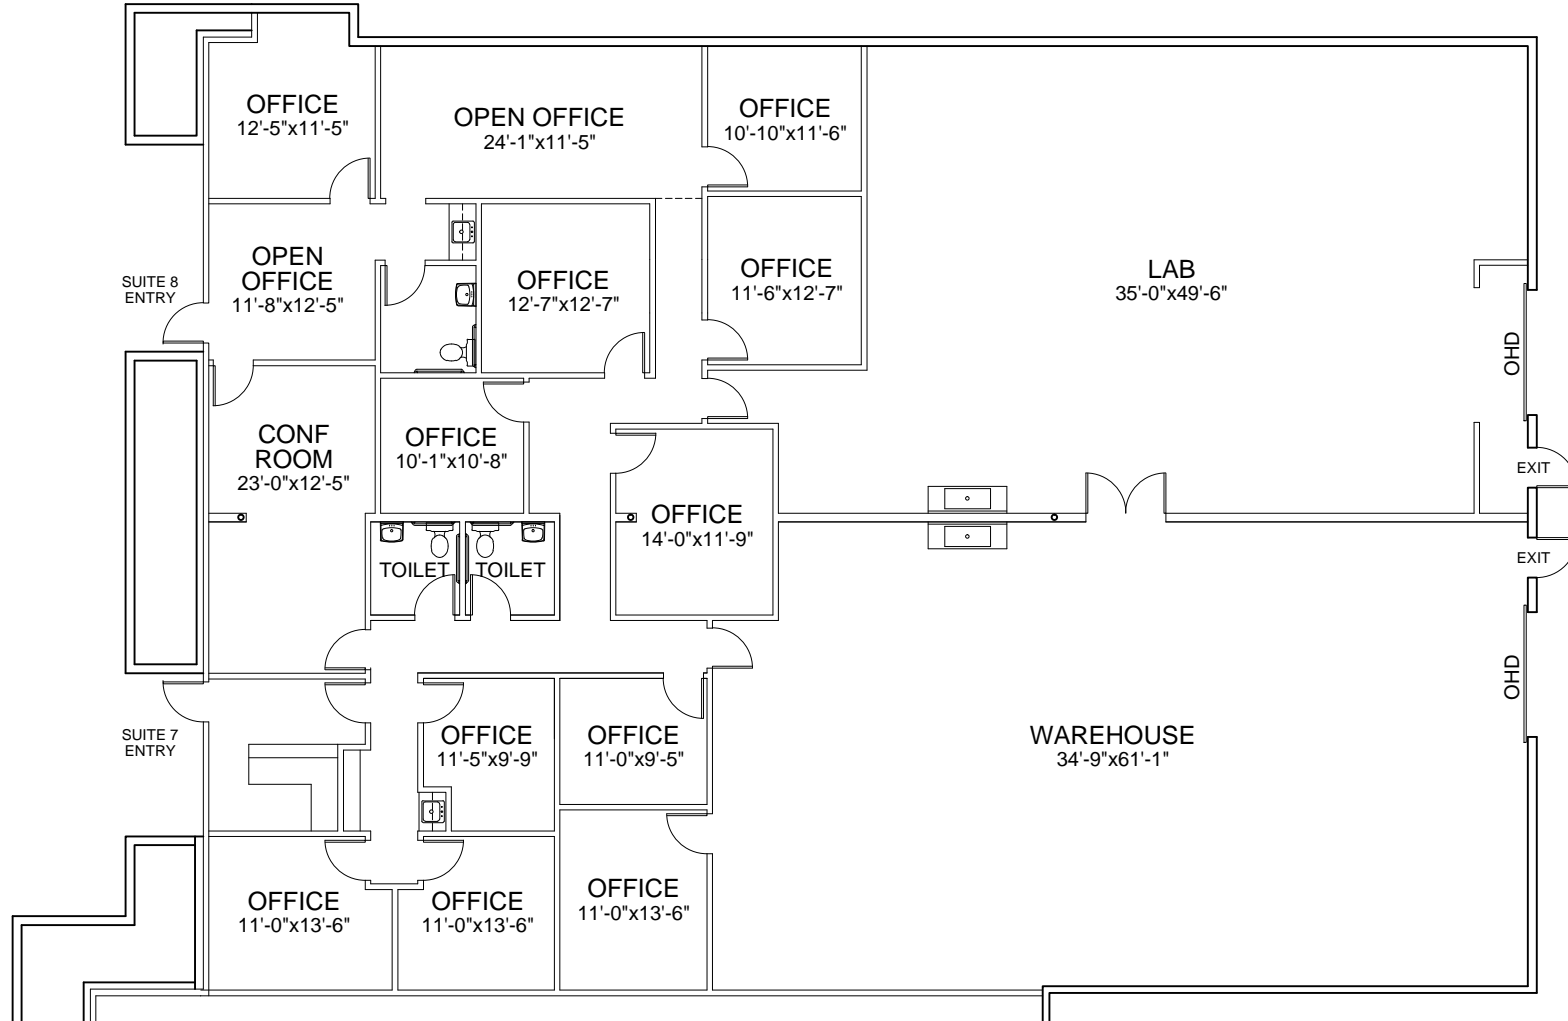 OFFICE
12'-5"x11'-5"
OPEN OFFICE
24'-1"x11'-5"
OFFICE
10'-10"x11'-6"
OPEN
OFFICE
11'-8"x12'-5"
SUITE 8
ENTRY
OFFICE
12'-7"x12'-7"
OFFICE
11'-6"x12'-7"
LAB
35'-0"x49'-6"
OHD
CONF
ROOM
23'-0"x12'-5"
OFFICE
10'-1"x10'-8"
OFFICE
14'-0"x11'-9"
EXIT
EXIT
TOILET
TOILET
OHD
SUITE 7
ENTRY
OFFICE
11'-5"x9'-9"
OFFICE
11'-0"x9'-5"
WAREHOUSE
34'-9"x61'-1"
OFFICE
11'-0"x13'-6"
OFFICE
11'-0"x13'-6"
OFFICE
11'-0"x13'-6"